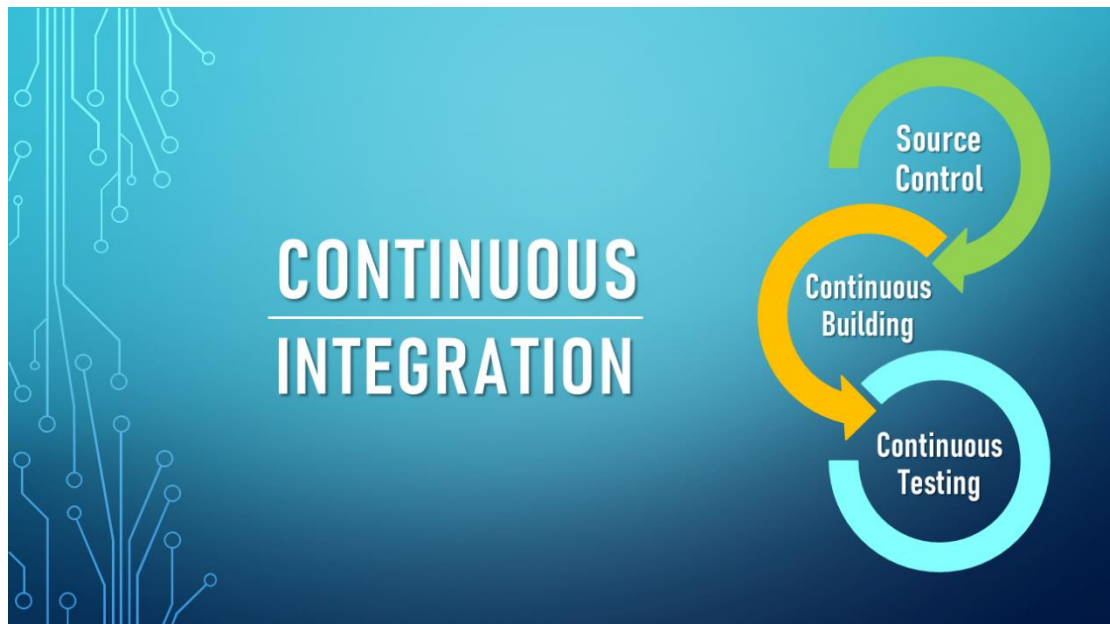 CONTINUOUS
INTEGRATION
Source
Control
Continuous
Building
Continuous
Testing